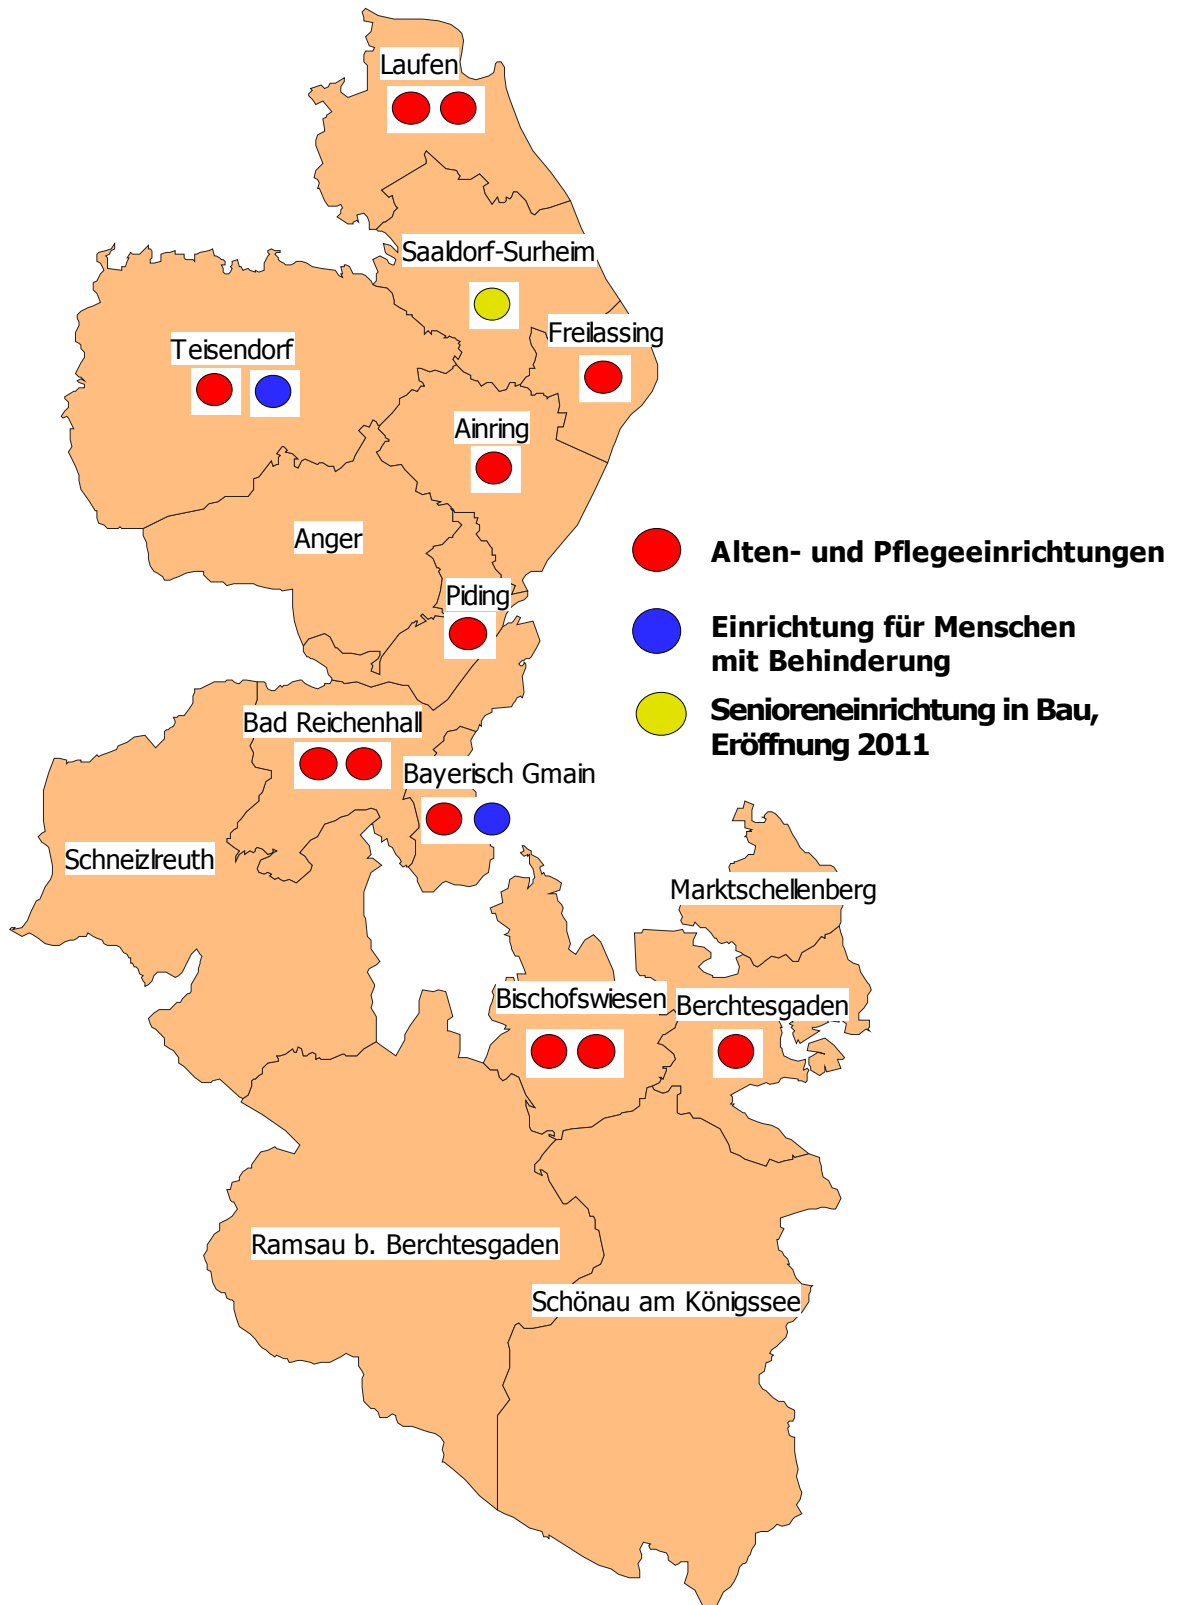 Laufen
Saaldorf-Surheim
Freilassing
Teisendorf
Ainring
Anger
Alten- und Pflegeeinrichtungen
Piding
Einrichtung für Menschen
mit Behinderung
Senioreneinrichtung in Bau,
Eröffnung 2011
Bad Reichenhall
Bayerisch Gmain
Schneizlreuth
Marktschellenberg
Bischofswiesen
Berchtesgaden
Ramsau b. Berchtesgaden
Schönau am Königssee